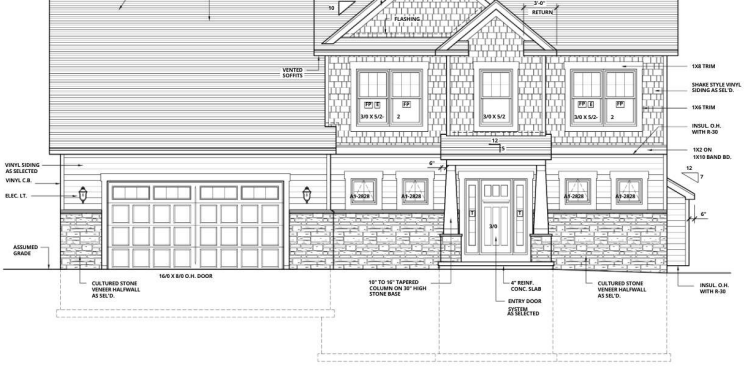 10
FLASHING
3'-0"
RETURN
VENTED
SOFFITS
1X8 TRIM
SHAKE STYLE VINYL
SIDING AS SEL'D.
1X6 TRIM
INSUL. O.H.
WITH R-30
1X2 ON
1X10 BAND BD.
FP E FP
3/0 X 5/2- 2
3/0 X 5/2
FP E FP
3/0 X 5/2- 2
12
5
12
7
6"
VINYL SIDING
AS SELECTED
VINYL C.B.
ELEC. LT.
A1-2828
A1-2828
A1-2828
A1-2828
T
T
3/0
6"
ASSUMED
GRADE
16/0 X 8/0 O.H. DOOR
CULTURED STONE
VENEER HALFWALL
AS SEL'D.
10" TO 16" TAPERED
COLUMN ON 30" HIGH
STONE BASE
4" REINF.
CONC. SLAB
ENTRY DOOR
SYSTEM
AS SELECTED
CULTURED STONE
VENEER HALFWALL
AS SEL'D.
INSUL. O.H.
WITH R-30